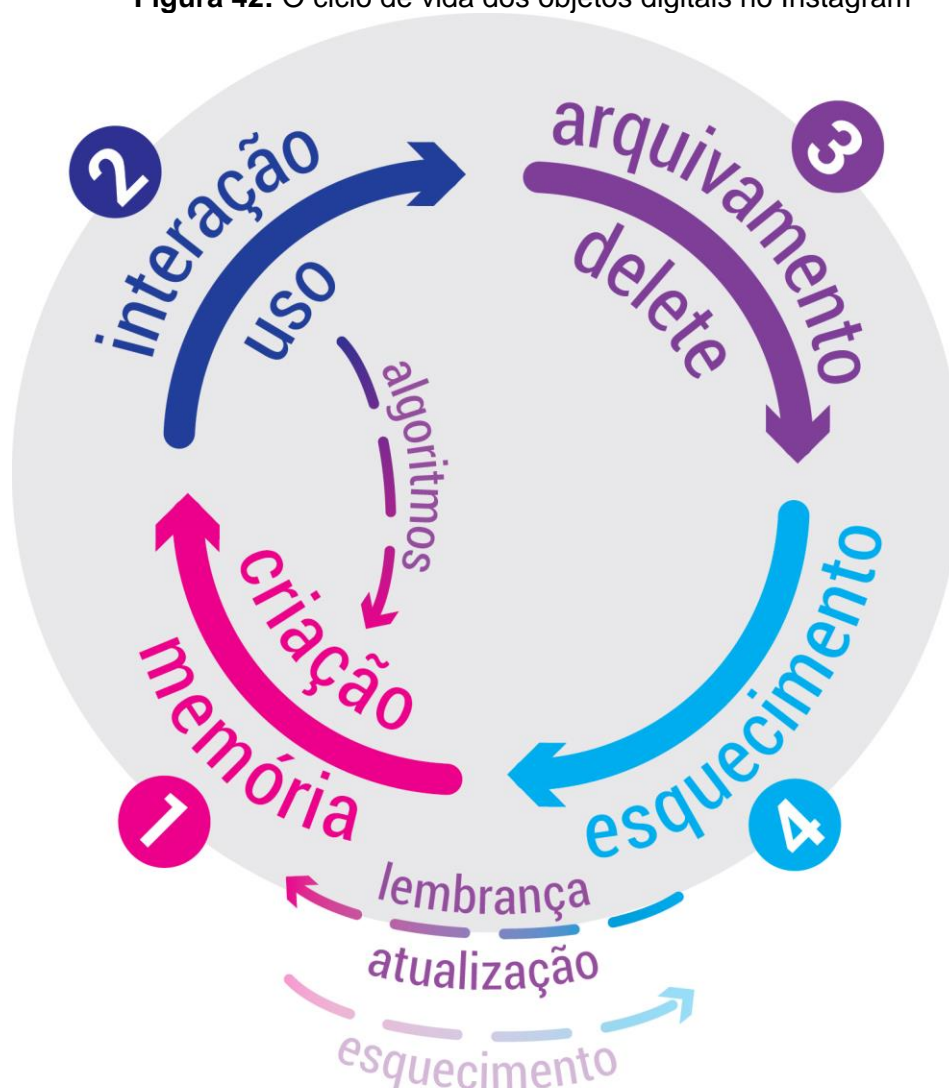 Figura 42: O ciclo de vida dos objetos digitais no Instagram
2
interação
uso
3
arquivamento
delete
algoritmos
criação
memória
1
esquecimento
4
lembrança
atualização
esquecimento